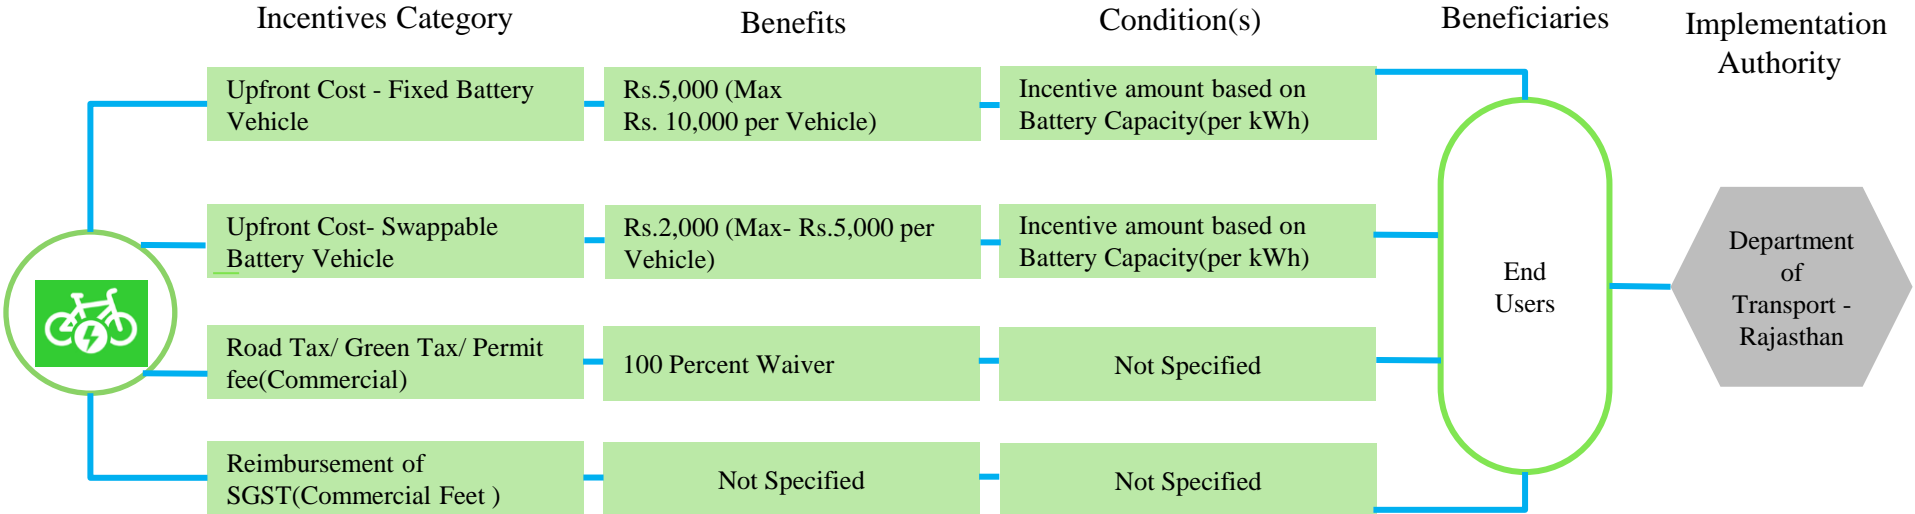 Incentives Category
Benefits
Condition(s)
Beneficiaries
Implementation
Authority
Upfront Cost - Fixed Battery
Vehicle
Rs.5,000 (Max
Rs. 10,000 per Vehicle)
Incentive amount based on
Battery Capacity(per kWh)
Upfront Cost- Swappable
Battery Vehicle
Rs.2,000 (Max- Rs.5,000 per
Vehicle)
Incentive amount based on
Battery Capacity(per kWh)
Road Tax/ Green Tax/ Permit
fee(Commercial)
100 Percent Waiver
Not Specified
Reimbursement of
SGST(Commercial Feet )
Not Specified
Not Specified
End
Users
Department
of
Transport -
Rajasthan